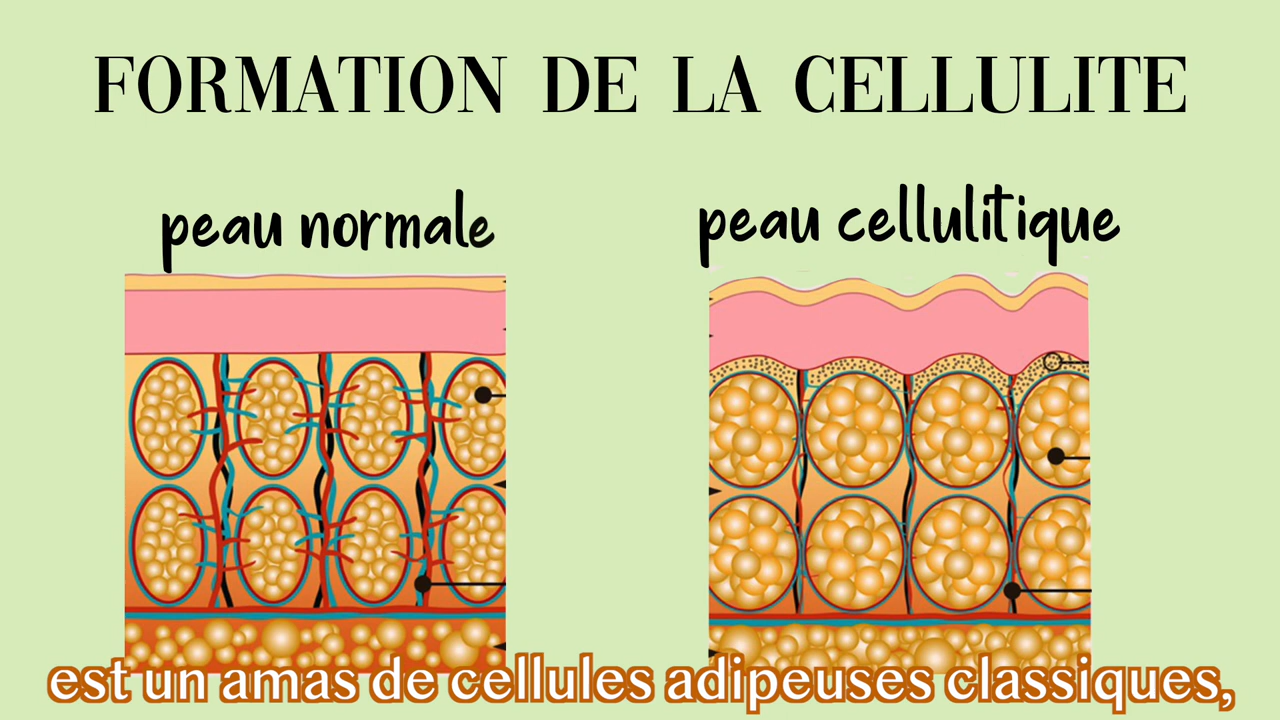 FORMATION DE LA CELLULITE
peau normale
peau cellulitique
est un amas de cellules adipeuses classiques,